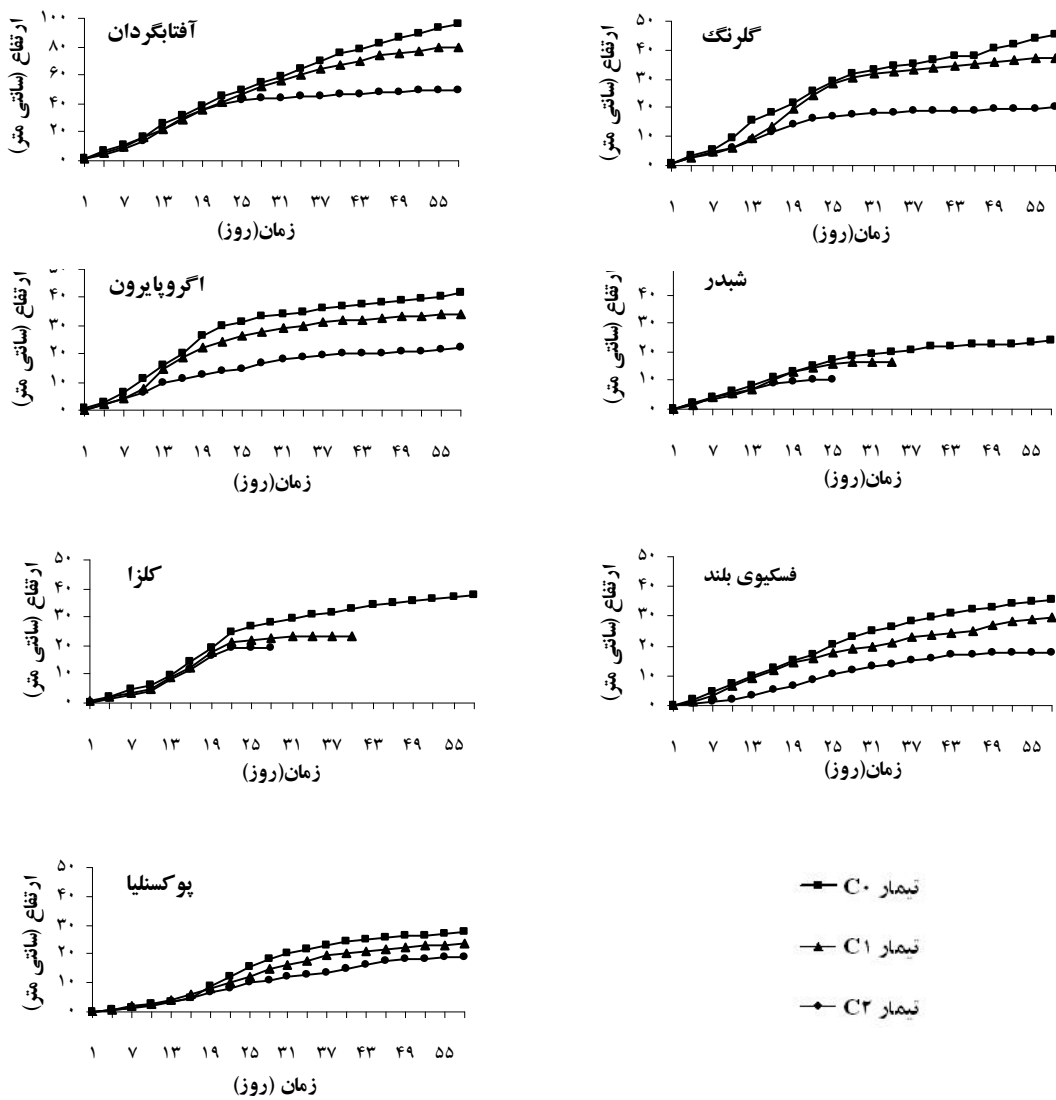 آفتابگردان
ارتفاع (سانتی متر)
۱۰۰
۸۰
۶۰
۴۰
۲۰
۰
۱ ۷ ۱۳ ۱۹ ۲۵ ۳۱ ۳۷ ۴۳ ۴۹ ۵۵
زمان(روز)
گلرنگ
ارتفاع (سانتی متر)
۵۰
۴۰
۳۰
۲۰
۱۰
۰
۱ ۷ ۱۳ ۱۹ ۲۵ ۳۱ ۳۷ ۴۳ ۴۹ ۵۵
زمان(روز)
اگروپایرون
ارتفاع (سانتی متر)
۵۰
۴۰
۳۰
۲۰
۱۰
۰
۱ ۷ ۱۳ ۱۹ ۲۵ ۳۱ ۳۷ ۴۳ ۴۹ ۵۵
زمان(روز)
شبدر
ارتفاع (سانتی متر)
۴۰
۳۰
۲۰
۱۰
۰
۱ ۷ ۱۳ ۱۹ ۲۵ ۳۱ ۳۷ ۴۳ ۴۹ ۵۵
زمان(روز)
کلزا
ارتفاع (سانتی متر)
۵۰
۴۰
۳۰
۲۰
۱۰
۰
۱ ۷ ۱۳ ۱۹ ۲۵ ۳۱ ۳۷ ۴۳ ۴۹ ۵۵
زمان(روز)
فسکیوی بلند
ارتفاع (سانتی متر)
۵۰
۴۰
۳۰
۲۰
۱۰
۰
۱ ۷ ۱۳ ۱۹ ۲۵ ۳۱ ۳۷ ۴۳ ۴۹ ۵۵
زمان(روز)
پوکسنلیا
ارتفاع (سانتی متر)
۵۰
۴۰
۳۰
۲۰
۱۰
۰
۱ ۷ ۱۳ ۱۹ ۲۵ ۳۱ ۳۷ ۴۳ ۴۹ ۵۵
زمان (روز)
تیمار C۰
تیمار C۱
تیمار C۲